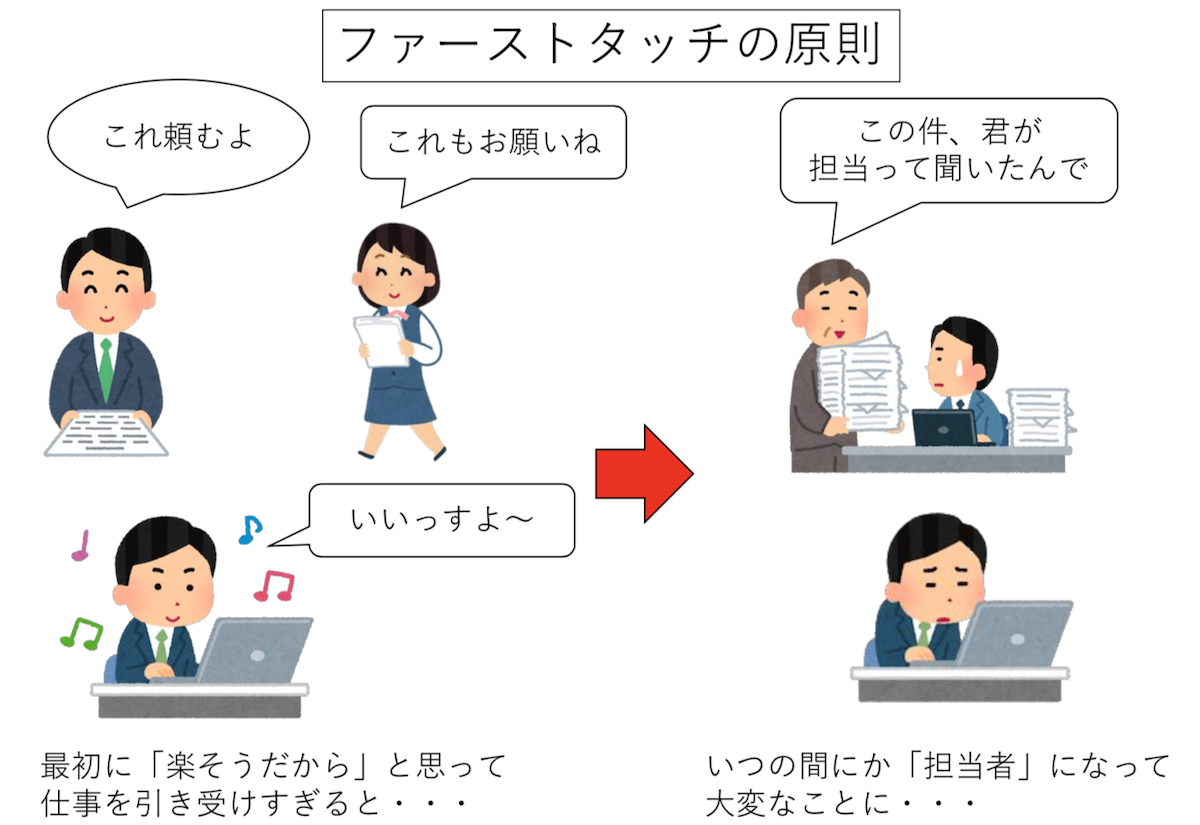 ファーストタッチの原則
これ頼むよ
これもお願いね
いいっすよ～
最初に「楽そうだから」と思って
仕事を引き受けすぎると・・・
この件、君が
担当って聞いたんで
いつの間にか「担当者」になって
大変なことに・・・